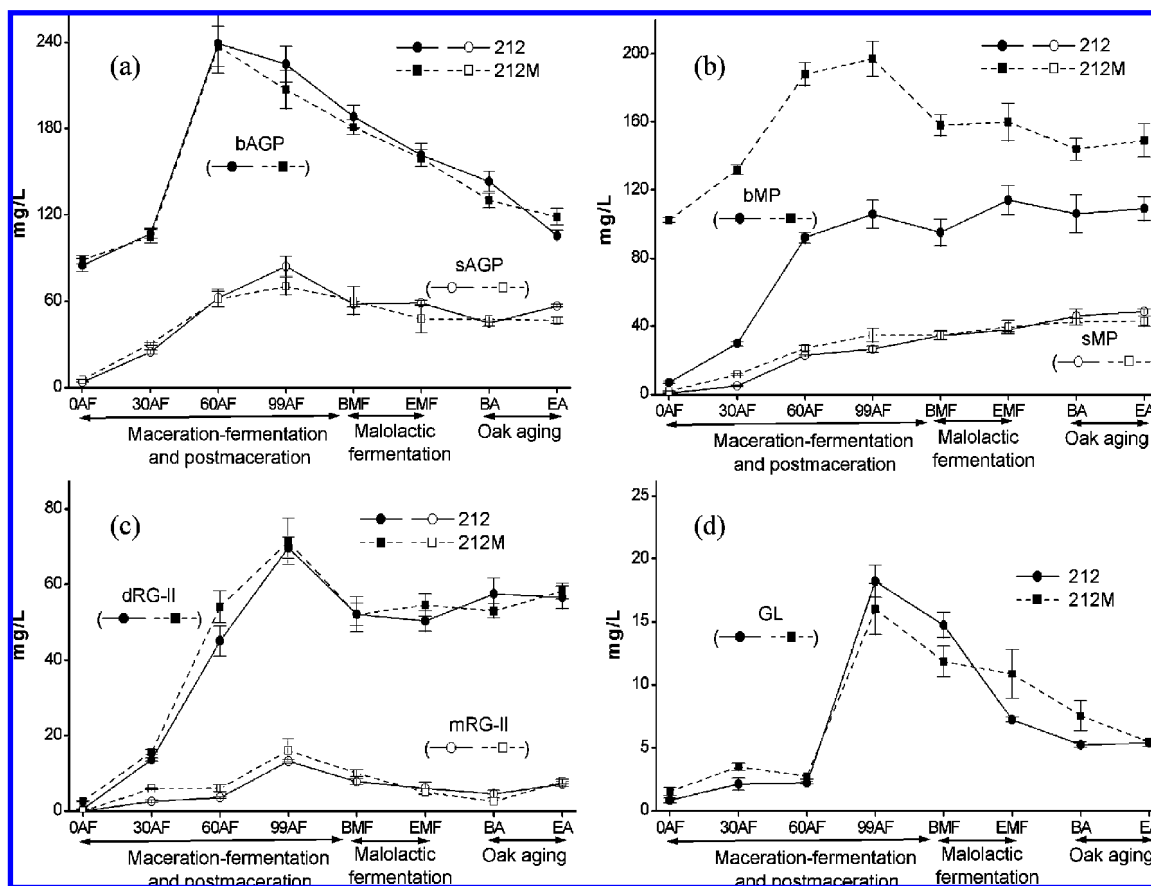 (a)
240
180
120
60
0
mg/L
212
212M
bAGP
sAGP
0AF 30AF 60AF 99AF BMF EMF BA EA
Maceration-fermentation
and postmaceration
Malolactic
fermentation
Oak aging
(b)
200
160
120
80
40
0
mg/L
212
212M
bMP
sMP
0AF 30AF 60AF 99AF BMF EMF BA EA
Maceration-fermentation
and postmaceration
Malolactic
fermentation
Oak aging
(c)
80
60
40
20
0
mg/L
212
212M
dRG-II
mRG-II
0AF 30AF 60AF 99AF BMF EMF BA EA
Maceration-fermentation
and postmaceration
Malolactic
fermentation
Oak aging
(d)
25
20
15
10
5
0
mg/L
212
212M
GL
0AF 30AF 60AF 99AF BMF EMF BA EA
Maceration-fermentation
and postmaceration
Malolactic
fermentation
Oak aging